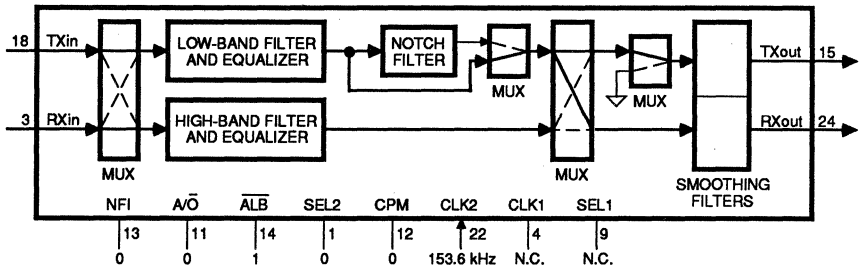 18 TXin
LOW-BAND FILTER
AND EQUALIZER
NOTCH
FILTER
MUX
MUX
TXout 15
3 RXin
HIGH-BAND FILTER
AND EQUALIZER
RXout 24
MUX
MUX
SMOOTHING
FILTERS
NFI A/O̅ A̅L̅B̅ SEL2 CPM CLK2 CLK1 SEL1
13 11 14 1 12 22 4 9
0 0 1 0 0 153.6 kHz N.C. N.C.